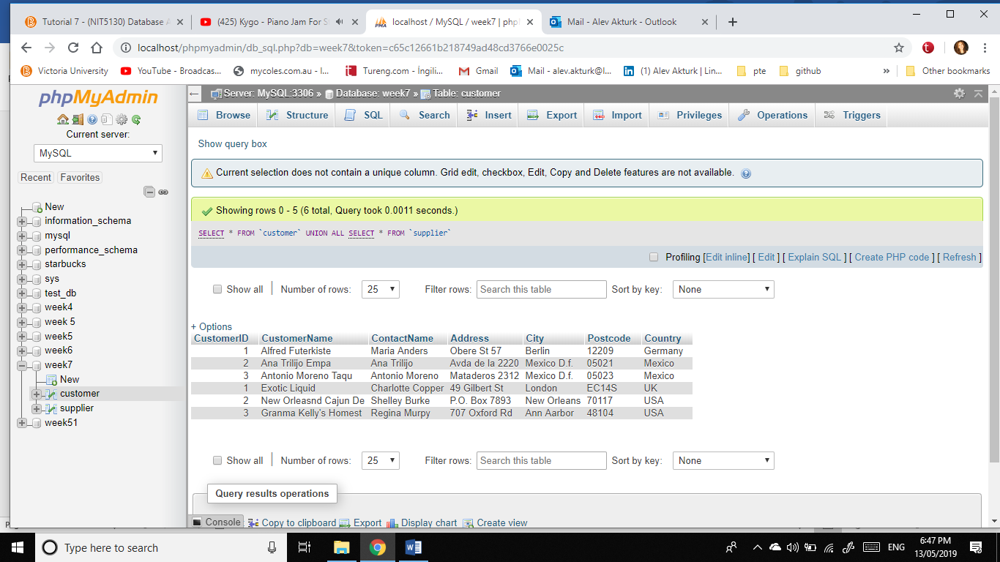 Tutorial 7 - (NIT5130) Database A
(425) Kygo - Piano Jam For S
localhost / MySQL / week7 | php
Mail - Alev Akturk - Outlook
localhost/phpmyadmin/db_sql.php?db=week7&token=c65c12661b218749ad48cd3766e0025c
Victoria University
YouTube - Broadcas...
mycoles.com.au - I...
Tureng.com - İngili...
Gmail
Mail - alev.akturk@l...
(1) Alev Akturk | Lin...
pte
github
»
Other bookmarks
phpMyAdmin
Current server:
MySQL
Recent
Favorites
New
information_schema
mysql
performance_schema
starbucks
sys
test_db
week4
week 5
week5
week6
week7
New
customer
supplier
week51
Server: MySQL:3306 » Database: week7 » Table: customer
Browse
Structure
SQL
Search
Insert
Export
Import
Privileges
Operations
Triggers
Show query box
Current selection does not contain a unique column. Grid edit, checkbox, Edit, Copy and Delete features are not available.
Showing rows 0 - 5 (6 total, Query took 0.0011 seconds.)
SELECT * FROM `customer` UNION ALL SELECT * FROM `supplier`
Profiling [Edit inline] [ Edit ] [ Explain SQL ] [ Create PHP code ] [ Refresh ]
Show all | Number of rows: 25 Filter rows: Search this table Sort by key: None
+ Options
CustomerID CustomerName ContactName Address City Postcode Country
1 Alfred Futerkiste Maria Anders Obere St 57 Berlin 12209 Germany
2 Ana Trilijo Empa Ana Trilijo Avda de la 2220 Mexico D.f. 05021 Mexico
3 Antonio Moreno Taqu Antonio Moreno Mataderos 2312 Mexico D.f. 05023 Mexico
1 Exotic Liquid Charlotte Copper 49 Gilbert St London EC14S UK
2 New Orleasnd Cajun De Shelley Burke P.O. Box 7893 New Orleans 70117 USA
3 Granma Kelly's Homest Regina Murpy 707 Oxford Rd Ann Aarbor 48104 USA
Show all | Number of rows: 25 Filter rows: Search this table Sort by key: None
Query results operations
Console
Copy to clipboard
Export
Display chart
Create view
Type here to search
ENG
6:47 PM
13/05/2019